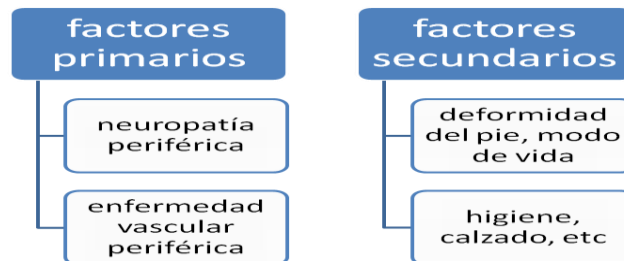 factores
primarios
neuropatía
periférica
enfermedad
vascular
periférica
factores
secundarios
deformidad
del pie, modo
de vida
higiene,
calzado, etc